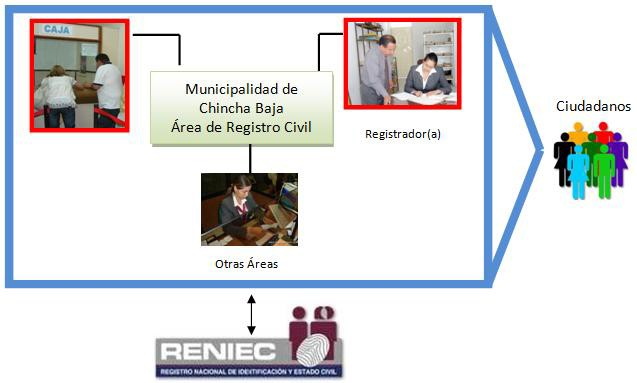 CAJA
Municipalidad de
Chincha Baja
Área de Registro Civil
Registrador(a)
Ciudadanos
Otras Áreas
RENIEC
REGISTRO NACIONAL DE IDENTIFICACIÓN Y ESTADO CIVIL